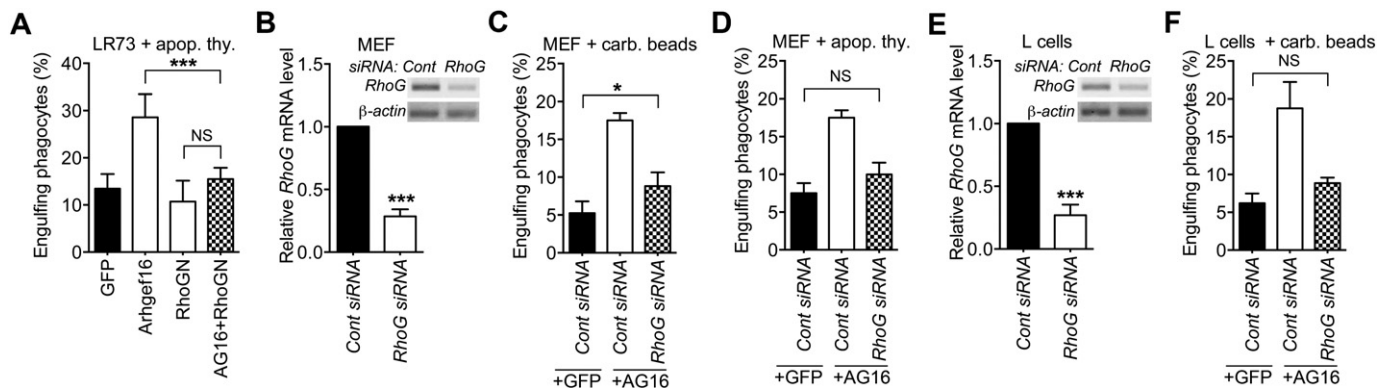 A
LR73 + apop. thy.
Engulfing phagocytes (%)
40
30
20
10
0
***
NS
GFP
Arhgef16
RhoGN
AG16+RhoGN
B
MEF
siRNA: Cont RhoG
RhoG
β-actin
Relative RhoG mRNA level
1.0
0.5
0.0
***
Cont siRNA
RhoG siRNA
C
MEF + carb. beads
Engulfing phagocytes (%)
25
20
15
10
5
0
*
Cont siRNA
Cont siRNA
RhoG siRNA
+GFP
+AG16
D
MEF + apop. thy.
Engulfing phagocytes (%)
25
20
15
10
5
0
NS
Cont siRNA
Cont siRNA
RhoG siRNA
+GFP
+AG16
E
L cells
siRNA: Cont RhoG
RhoG
β-actin
Relative RhoG mRNA level
1.0
0.5
0.0
***
Cont siRNA
RhoG siRNA
F
L cells + carb. beads
Engulfing phagocytes (%)
25
20
15
10
5
0
NS
Cont siRNA
Cont siRNA
RhoG siRNA
+GFP
+AG16